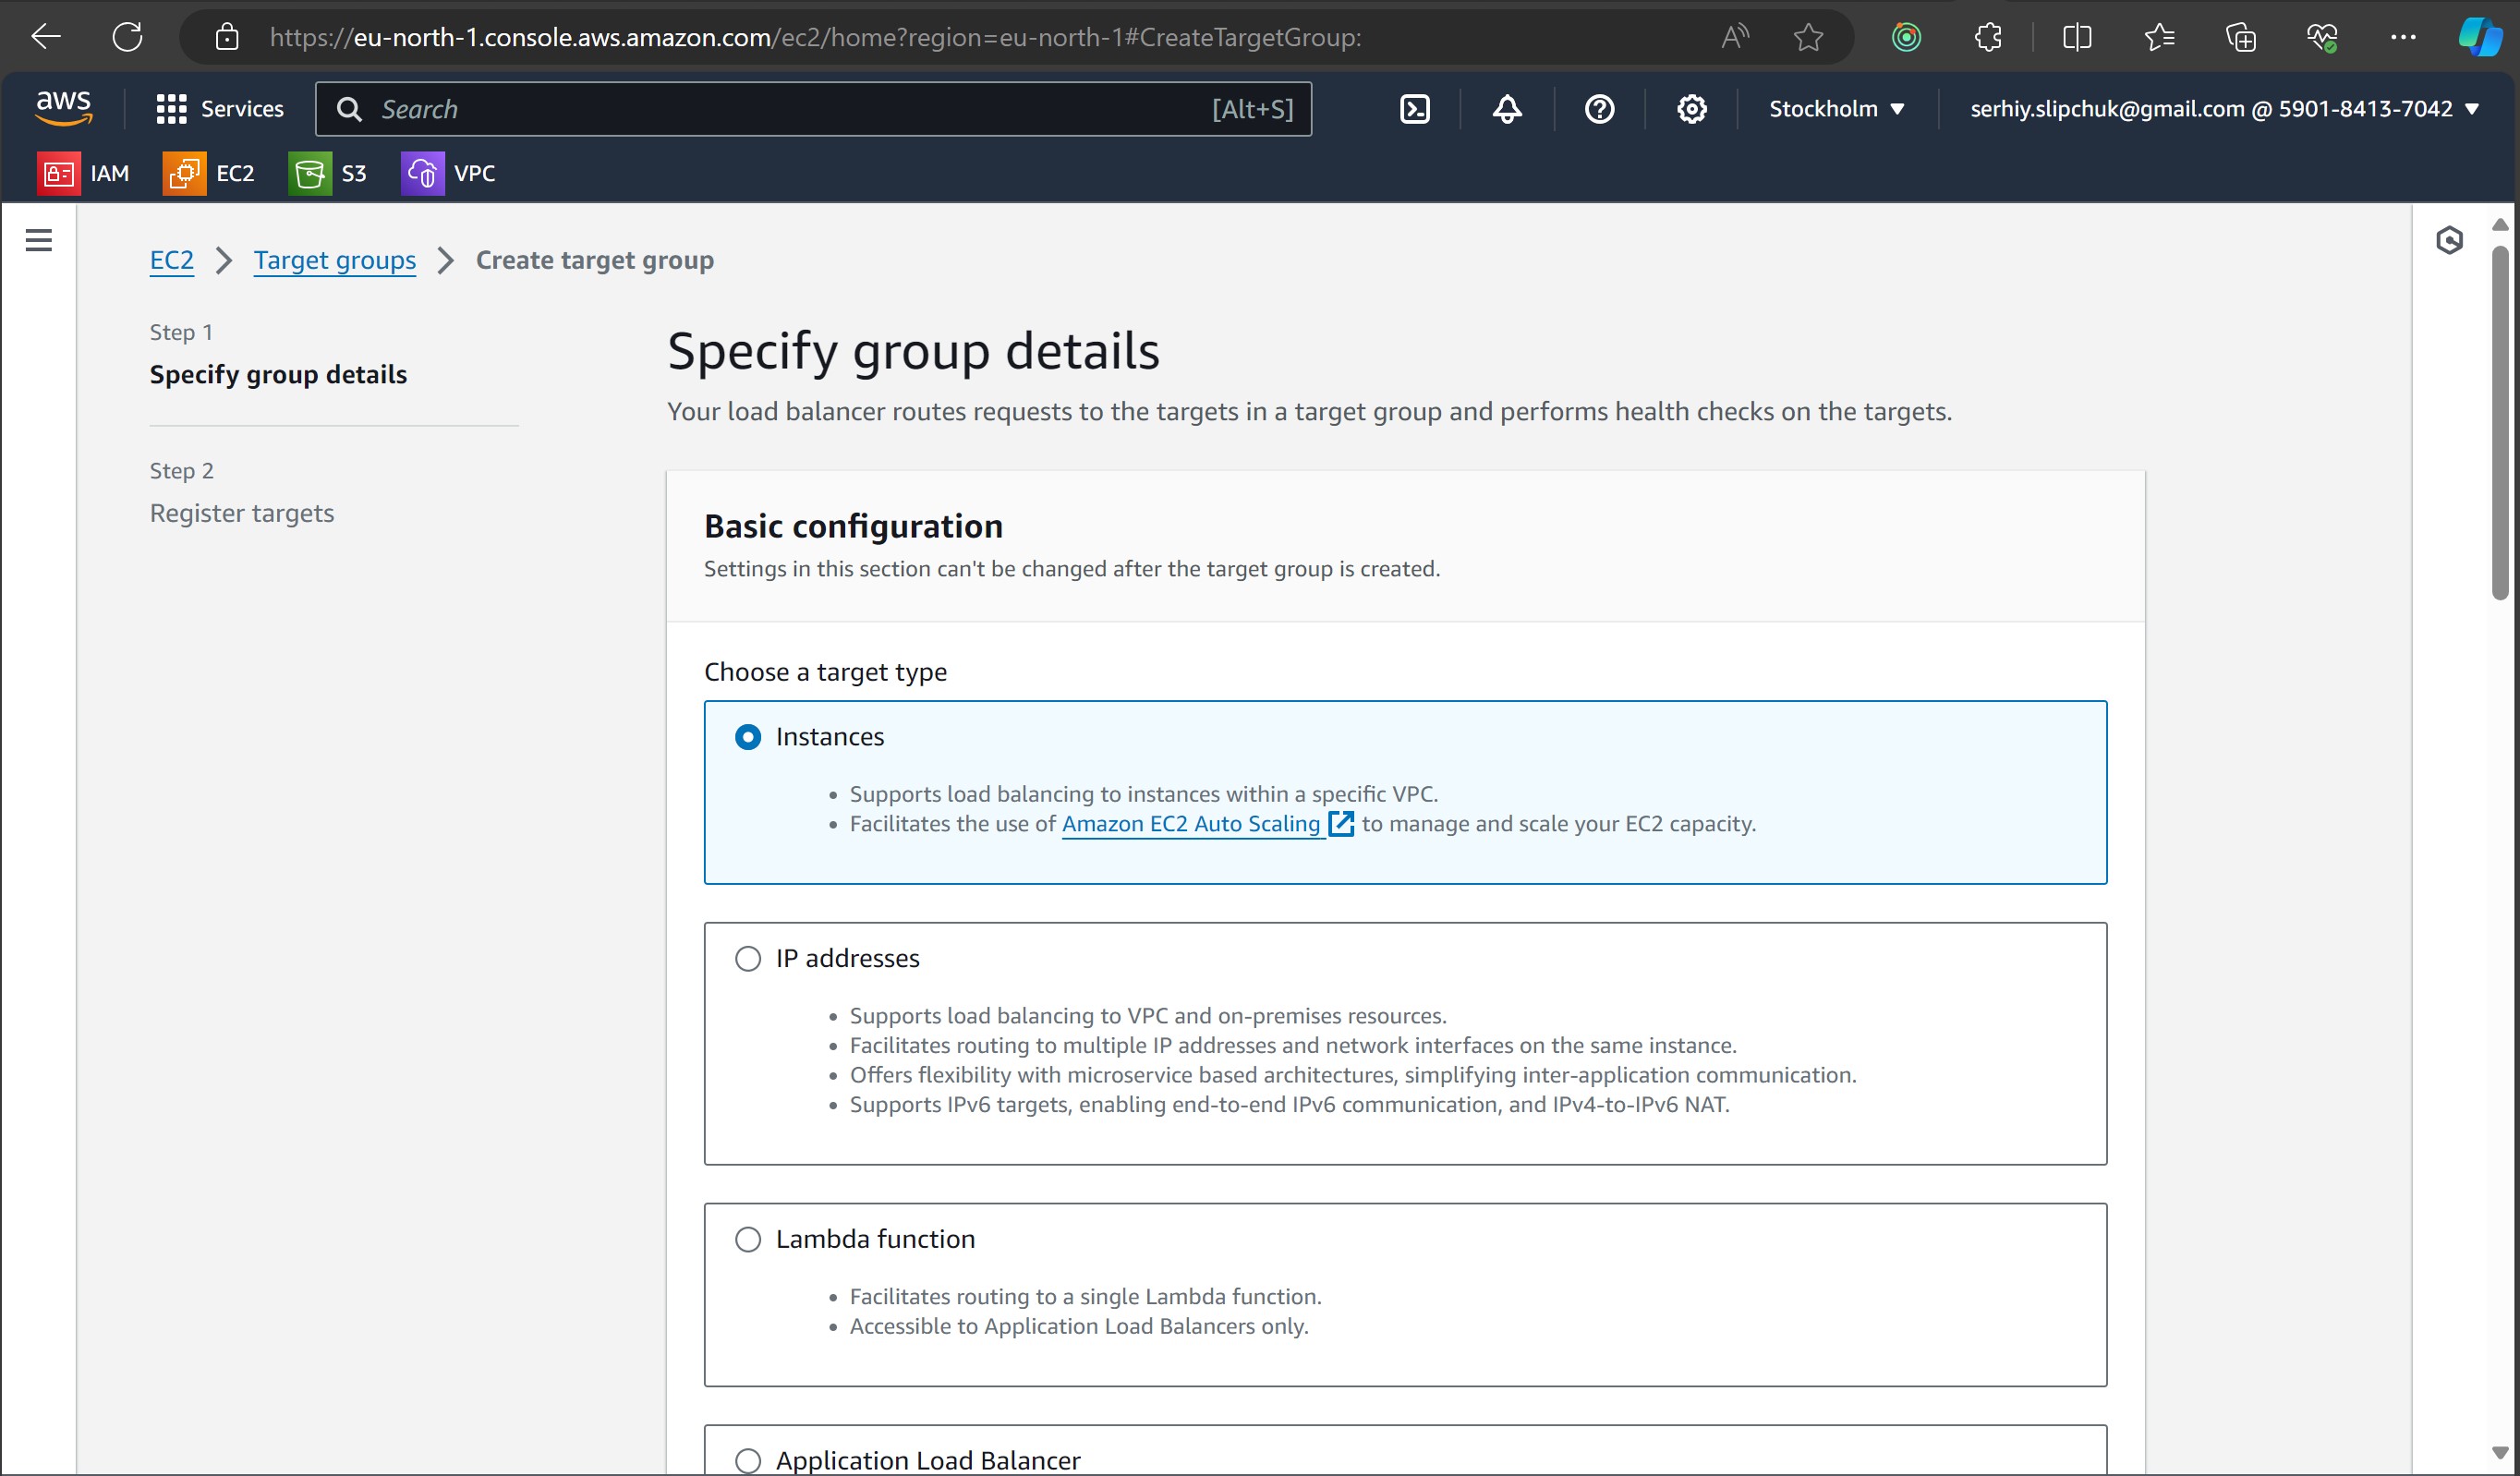 https://eu-north-1.console.aws.amazon.com/ec2/home?region=eu-north-1#CreateTargetGroup:
aws Services Search [Alt+S] Stockholm serhiy.slipchuk@gmail.com @ 5901-8413-7042
IAM EC2 S3 VPC
EC2 Target groups Create target group
Step 1
Specify group details
Step 2
Register targets
Specify group details
Your load balancer routes requests to the targets in a target group and performs health checks on the targets.
Basic configuration
Settings in this section can't be changed after the target group is created.
Choose a target type
Instances
• Supports load balancing to instances within a specific VPC.
• Facilitates the use of Amazon EC2 Auto Scaling to manage and scale your EC2 capacity.
IP addresses
• Supports load balancing to VPC and on-premises resources.
• Facilitates routing to multiple IP addresses and network interfaces on the same instance.
• Offers flexibility with microservice based architectures, simplifying inter-application communication.
• Supports IPv6 targets, enabling end-to-end IPv6 communication, and IPv4-to-IPv6 NAT.
Lambda function
• Facilitates routing to a single Lambda function.
• Accessible to Application Load Balancers only.
Application Load Balancer